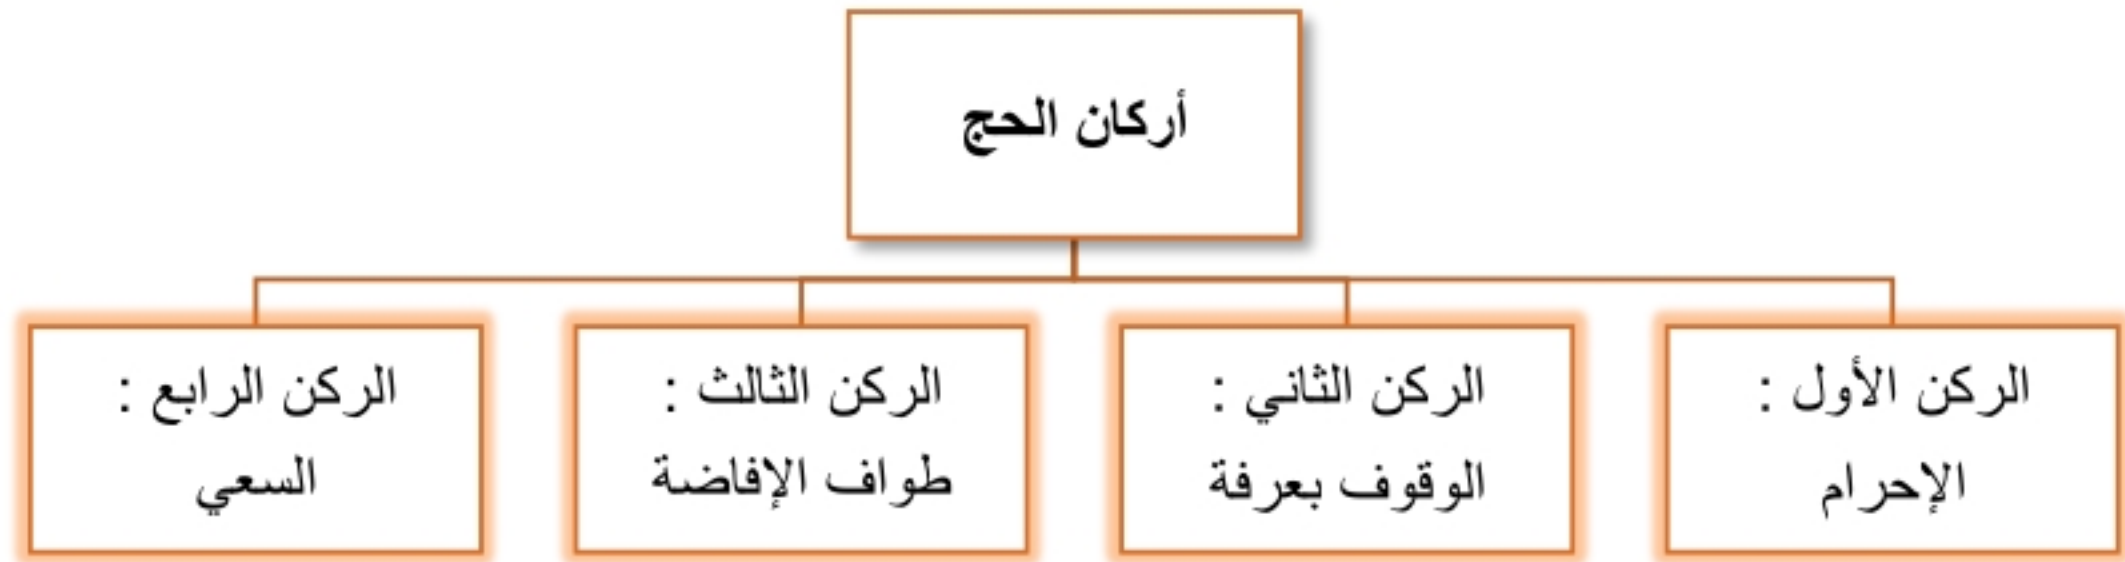 أركان الحج
الركن الأول :
الإحرام
الركن الثاني :
الوقوف بعرفة
الركن الثالث :
طواف الإفاضة
الركن الرابع :
السعي